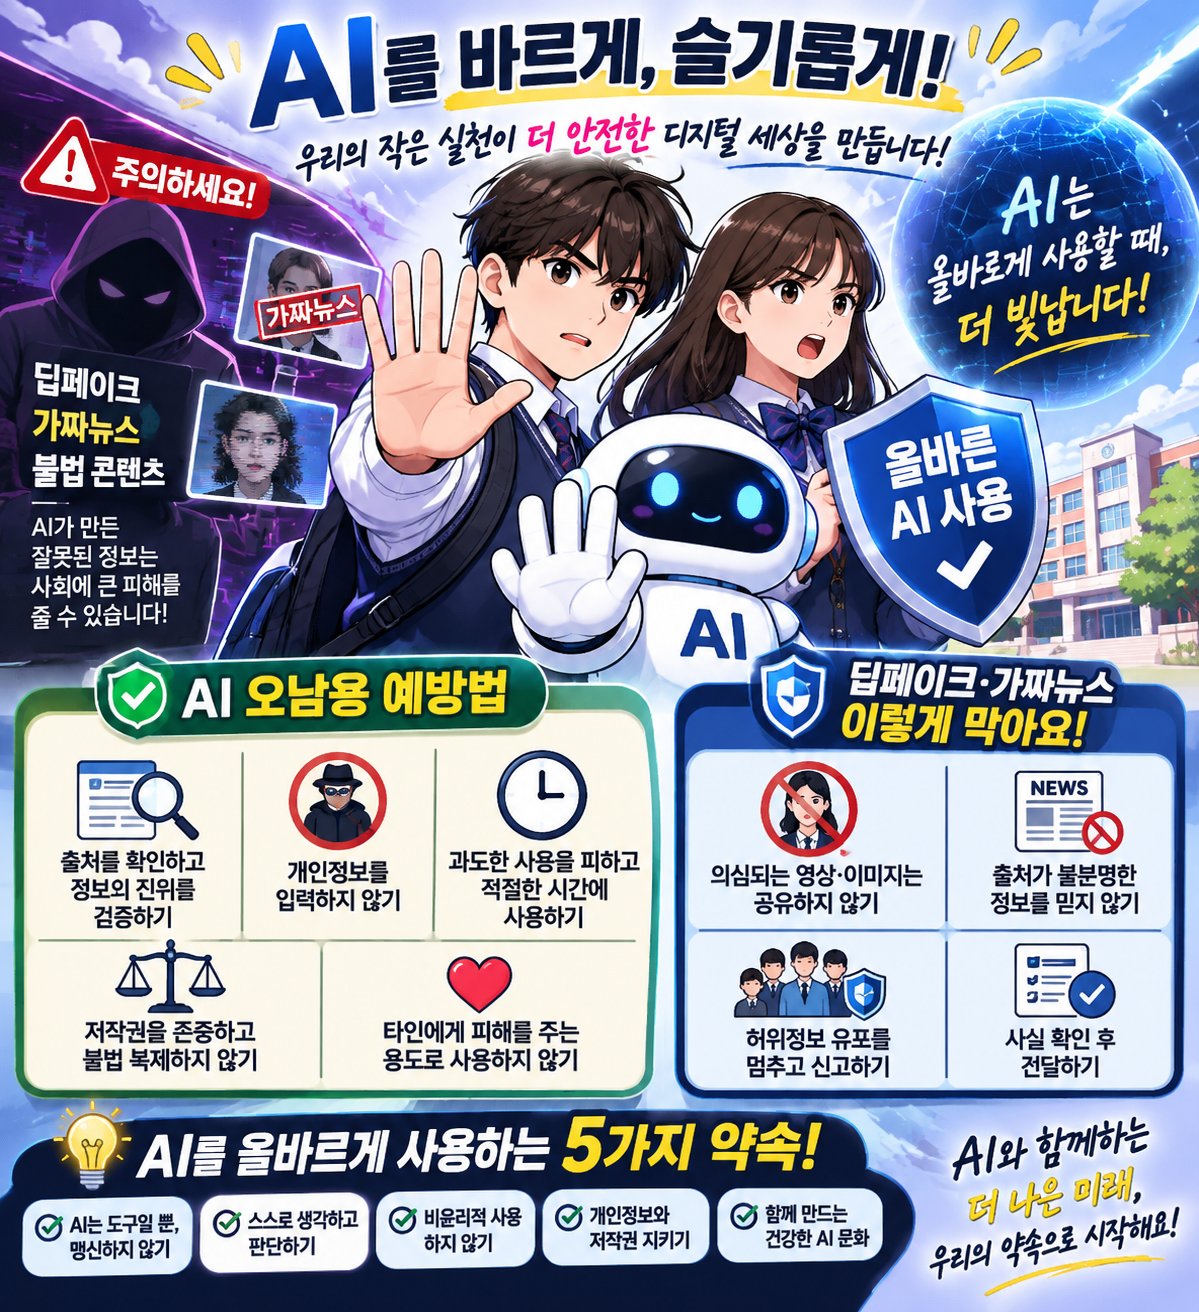 AI를 바르게, 슬기롭게!
우리의 작은 실천이 더 안전한 디지털 세상을 만듭니다!
주의하세요!
가짜뉴스
딥페이크
가짜뉴스
불법 콘텐츠
AI가 만든
잘못된 정보는
사회에 큰 피해를
줄 수 있습니다!
AI는
올바로게 사용할 때,
더 빛납니다!
올바른
AI 사용
AI
AI 오남용 예방법
출처를 확인하고
정보의 진위를
검증하기
개인정보를
입력하지 않기
과도한 사용을 피하고
적절한 시간에
사용하기
저작권을 존중하고
불법 복제하지 않기
타인에게 피해를 주는
용도로 사용하지 않기
딥페이크·가짜뉴스
이렇게 막아요!
의심되는 영상·이미지는
공유하지 않기
NEWS
출처가 불분명한
정보를 믿지 않기
허위정보 유포를
멈추고 신고하기
사실 확인 후
전달하기
AI를 올바르게 사용하는 5가지 약속!
AI는 도구일 뿐,
맹신하지 않기
스스로 생각하고
판단하기
비윤리적 사용
하지 않기
개인정보와
저작권 지키기
함께 만드는
건강한 AI 문화
AI와 함께하는
더 나은 미래,
우리의 약속으로 시작해요!